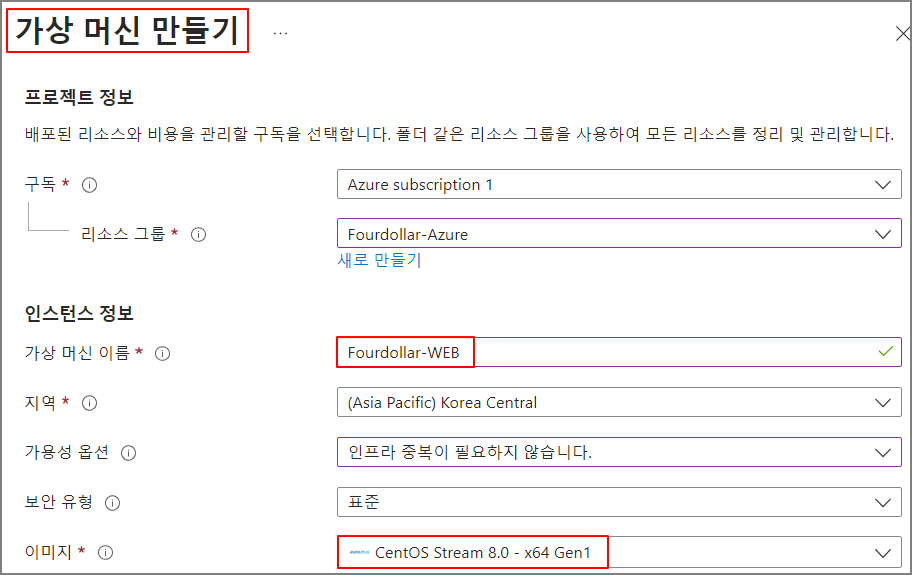 가상 머신 만들기 ...
프로젝트 정보
배포된 리소스와 비용을 관리할 구독을 선택합니다. 폴더 같은 리소스 그룹을 사용하여 모든 리소스를 정리 및 관리합니다.
구독 * Azure subscription 1
리소스 그룹 * Fourdollar-Azure
새로 만들기
인스턴스 정보
가상 머신 이름 * Fourdollar-WEB
지역 * (Asia Pacific) Korea Central
가용성 옵션 인프라 중복이 필요하지 않습니다.
보안 유형 표준
이미지 * CentOS Stream 8.0 - x64 Gen1